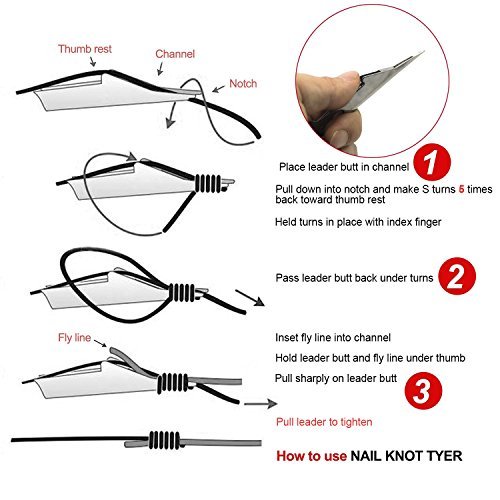 Thumb rest
Channel
Notch
Place leader butt in channel
1
Pull down into notch and make S turns 5 times
back toward thumb rest
Held turns in place with index finger
Pass leader butt back under turns
2
Fly line
Inset fly line into channel
Hold leader butt and fly line under thumb
Pull sharply on leader butt
3
Pull leader to tighten
How to use NAIL KNOT TYER